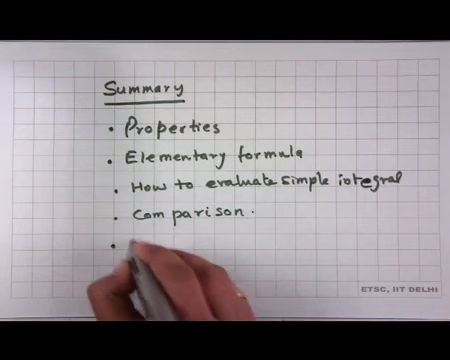 Summary
• Properties
• Elementary formula
• How to evaluate simple integral
• Comparison.
•
ETSC, IIT DELHI